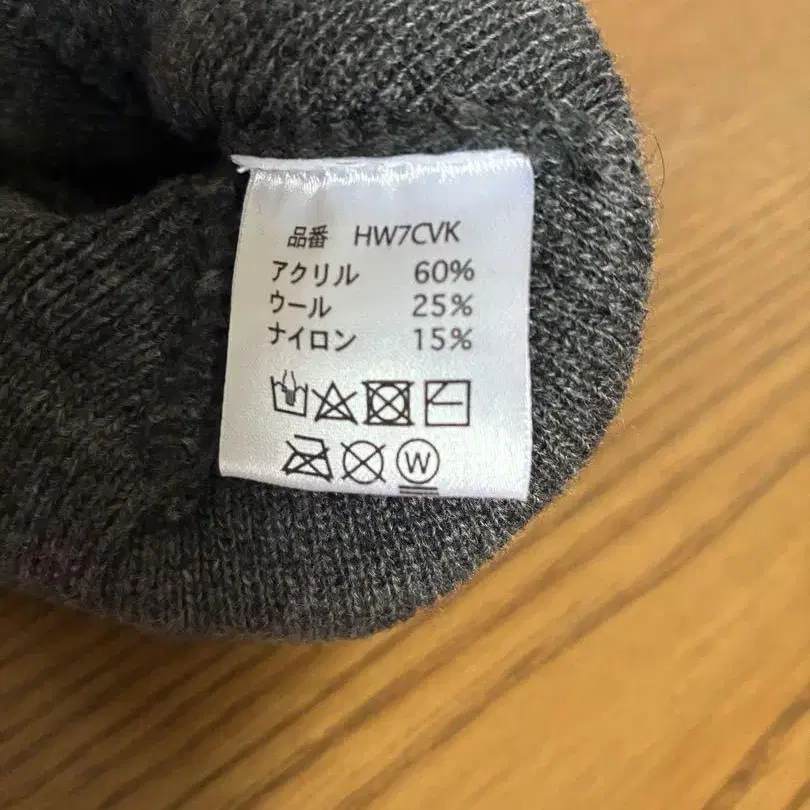 品番 HW7CVK
アクリル 60%
ウール 25%
ナイロン 15%
W